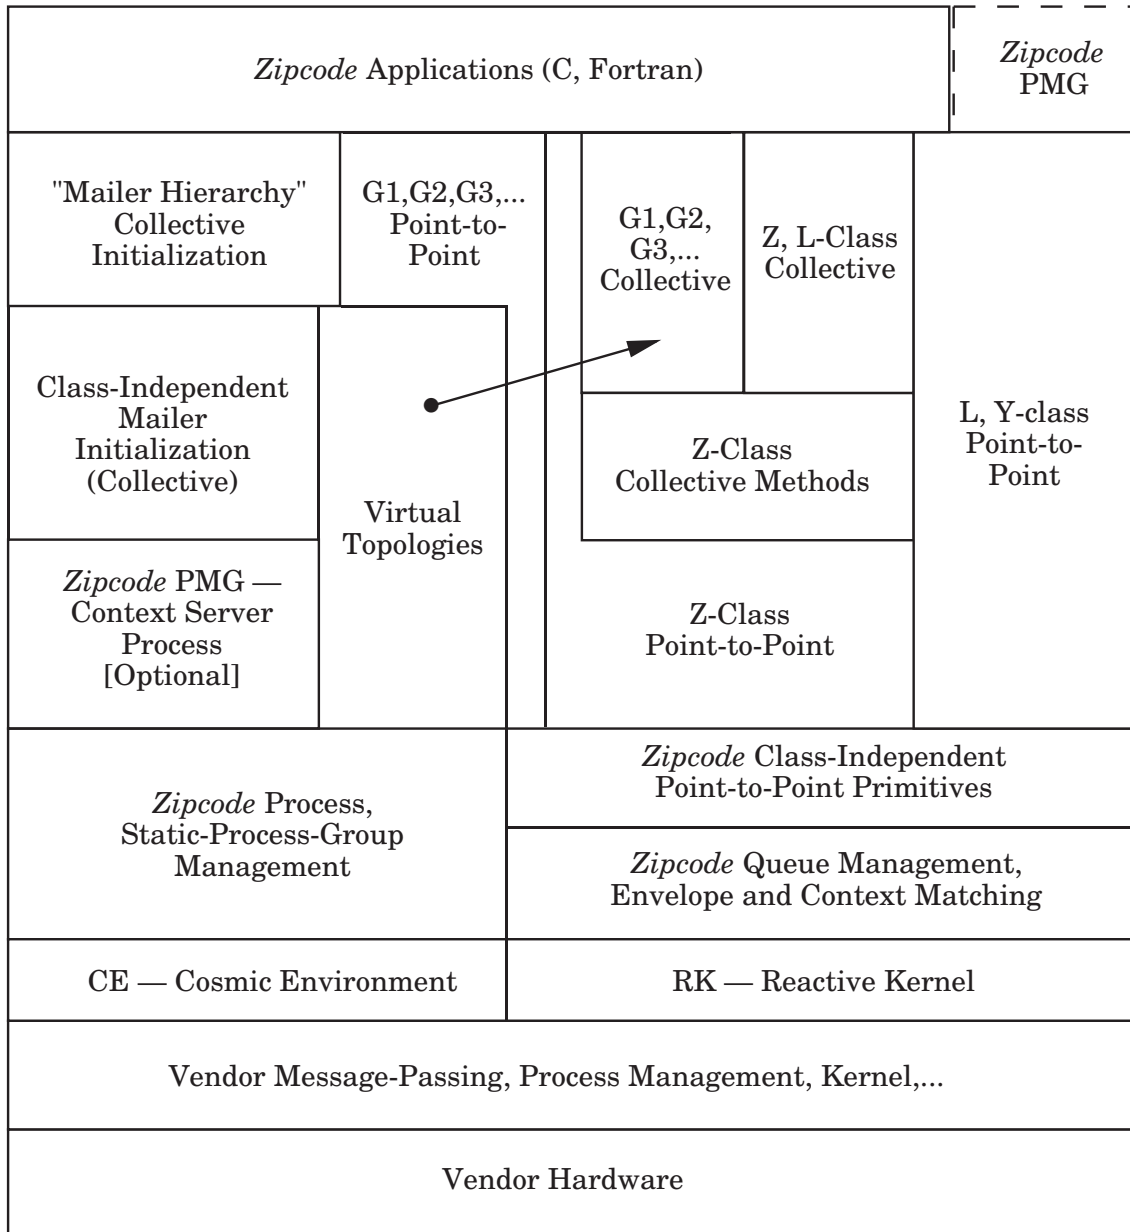 Zipcode Applications (C, Fortran)
Zipcode
PMG
"Mailer Hierarchy"
Collective
Initialization
G1,G2,G3,...
Point-to-
Point
G1,G2,
G3,...
Collective
Z, L-Class
Collective
Class-Independent
Mailer
Initialization
(Collective)
L, Y-class
Point-to-
Point
Z-Class
Collective Methods
Virtual
Topologies
Zipcode PMG —
Context Server
Process
[Optional]
Z-Class
Point-to-Point
Zipcode Process,
Static-Process-Group
Management
Zipcode Class-Independent
Point-to-Point Primitives
Zipcode Queue Management,
Envelope and Context Matching
CE — Cosmic Environment
RK — Reactive Kernel
Vendor Message-Passing, Process Management, Kernel,...
Vendor Hardware